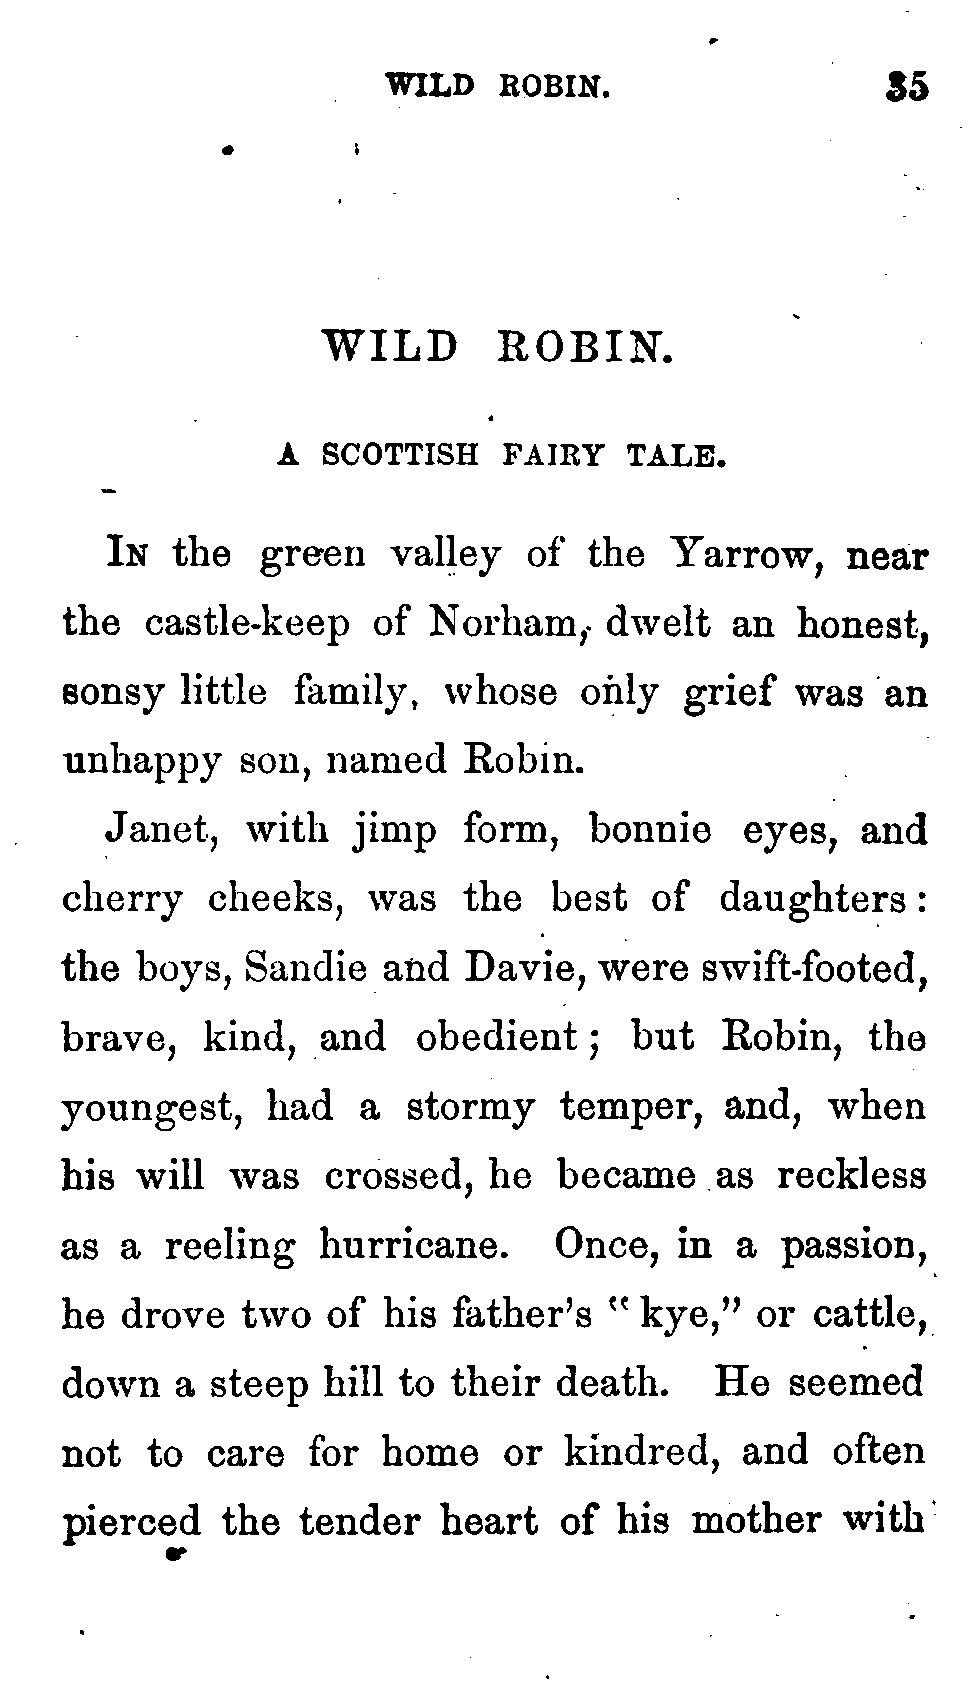 WILD ROBIN. 35
WILD ROBIN.
A SCOTTISH FAIRY TALE.
In the green valley of the Yarrow, near
the castle-keep of Norham, dwelt an honest,
sonsy little family, whose only grief was an
unhappy son, named Robin.
Janet, with jimp form, bonnie eyes, and
cherry cheeks, was the best of daughters:
the boys, Sandie and Davie, were swift-footed,
brave, kind, and obedient; but Robin, the
youngest, had a stormy temper, and, when
his will was crossed, he became as reckless
as a reeling hurricane. Once, in a passion,
he drove two of his father's "kye," or cattle,
down a steep hill to their death. He seemed
not to care for home or kindred, and often
pierced the tender heart of his mother with